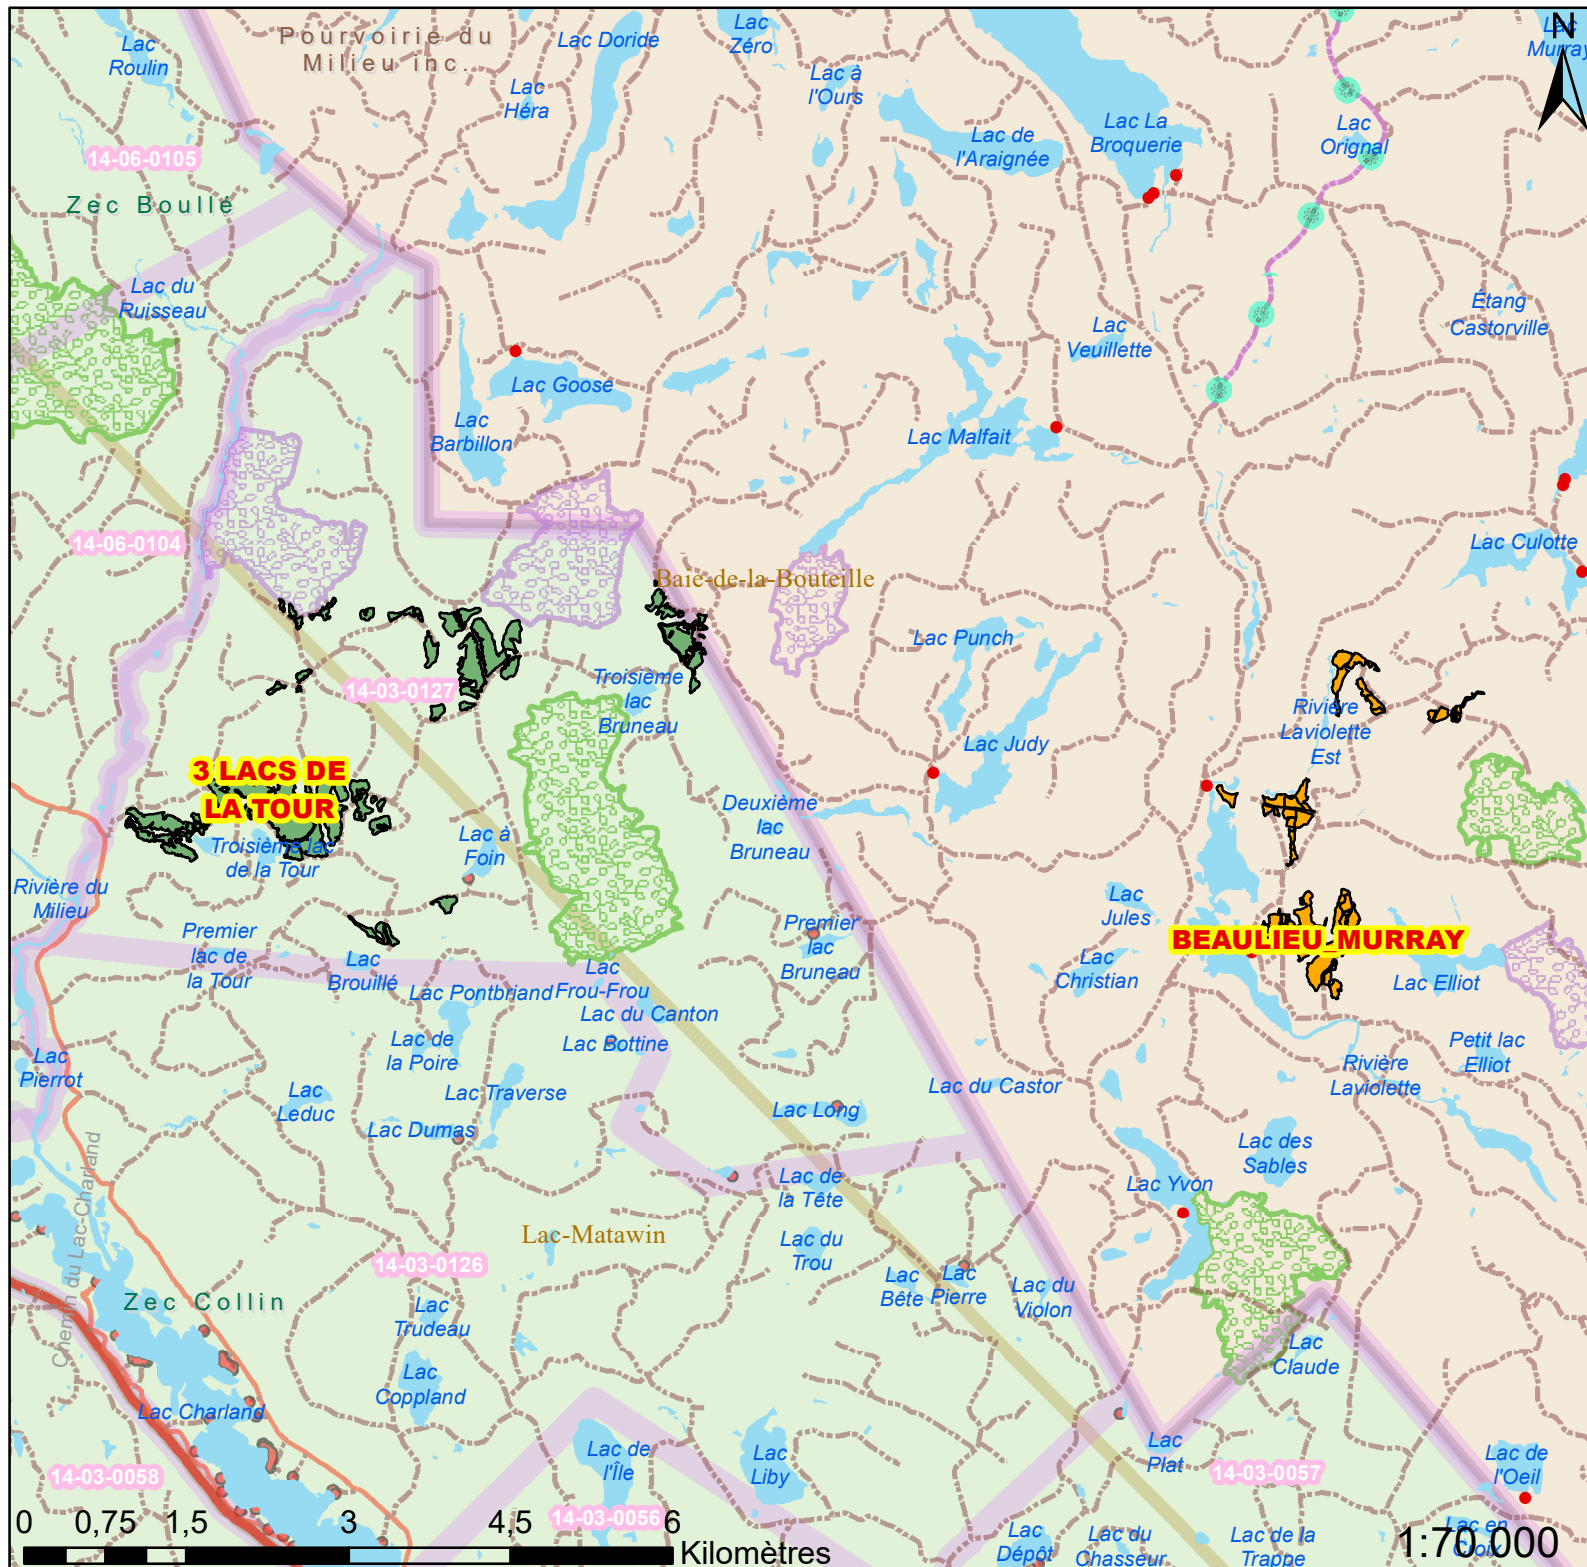 Lac
Roulin
Pourvoirie du
Milieu inc.
Lac Doride
Lac
Zéro
Lac
Murray
N
Lac
Héra
Lac à
l'Ours
Lac de
l'Araignée
Lac La
Broquerie
Lac
Orignal
14-06-0105
Zec Boullé
Lac du
Ruisseau
Étang
Castorville
Lac
Veuillette
Lac Goose
Lac
Barbillon
Lac Malfait
14-06-0104
Lac Culotte
Baie-de-la-Bouteille
Lac Punch
Troisième
lac
Bruneau
14-03-0127
Rivière
Laviolette
Est
Lac Judy
3 LACS DE
LA TOUR
Troisième lac
de la Tour
Lac à
Foin
Deuxième
lac
Bruneau
Rivière du
Milieu
Lac
Jules
Premier
lac de
la Tour
Premier
lac
Bruneau
BEAULIEU_MURRAY
Lac
Brouillé
Lac Pontbriand
Lac
Frou-Frou
Lac
Christian
Lac Elliot
Lac du Canton
Lac de
la Poire
Lac Bottine
Lac
Pierrot
Petit lac
Elliot
Rivière
Laviolette
Lac
Leduc
Lac Traverse
Lac du Castor
Lac Dumas
Lac Long
Lac des
Sables
Chemin du Lac-Charland
Lac de
la Tête
Lac Yvon
Lac-Matawin
Lac du
Trou
14-03-0126
Lac
Bête
Lac
Pierre
Lac du
Violon
Zec Collin
Lac
Trudeau
Lac
Claude
Lac
Coppland
Lac Charland
Lac de
l'Île
Lac
Liby
Lac
Plat
Lac de
l'Oeil
14-03-0058
14-03-0057
14-03-0056
0 0,75 1,5 3 4,5 6
Kilomètres
Lac
Dépôt
Lac du
Chasseur
Lac de la
Trappe
Lac en
Croix
1:70 000